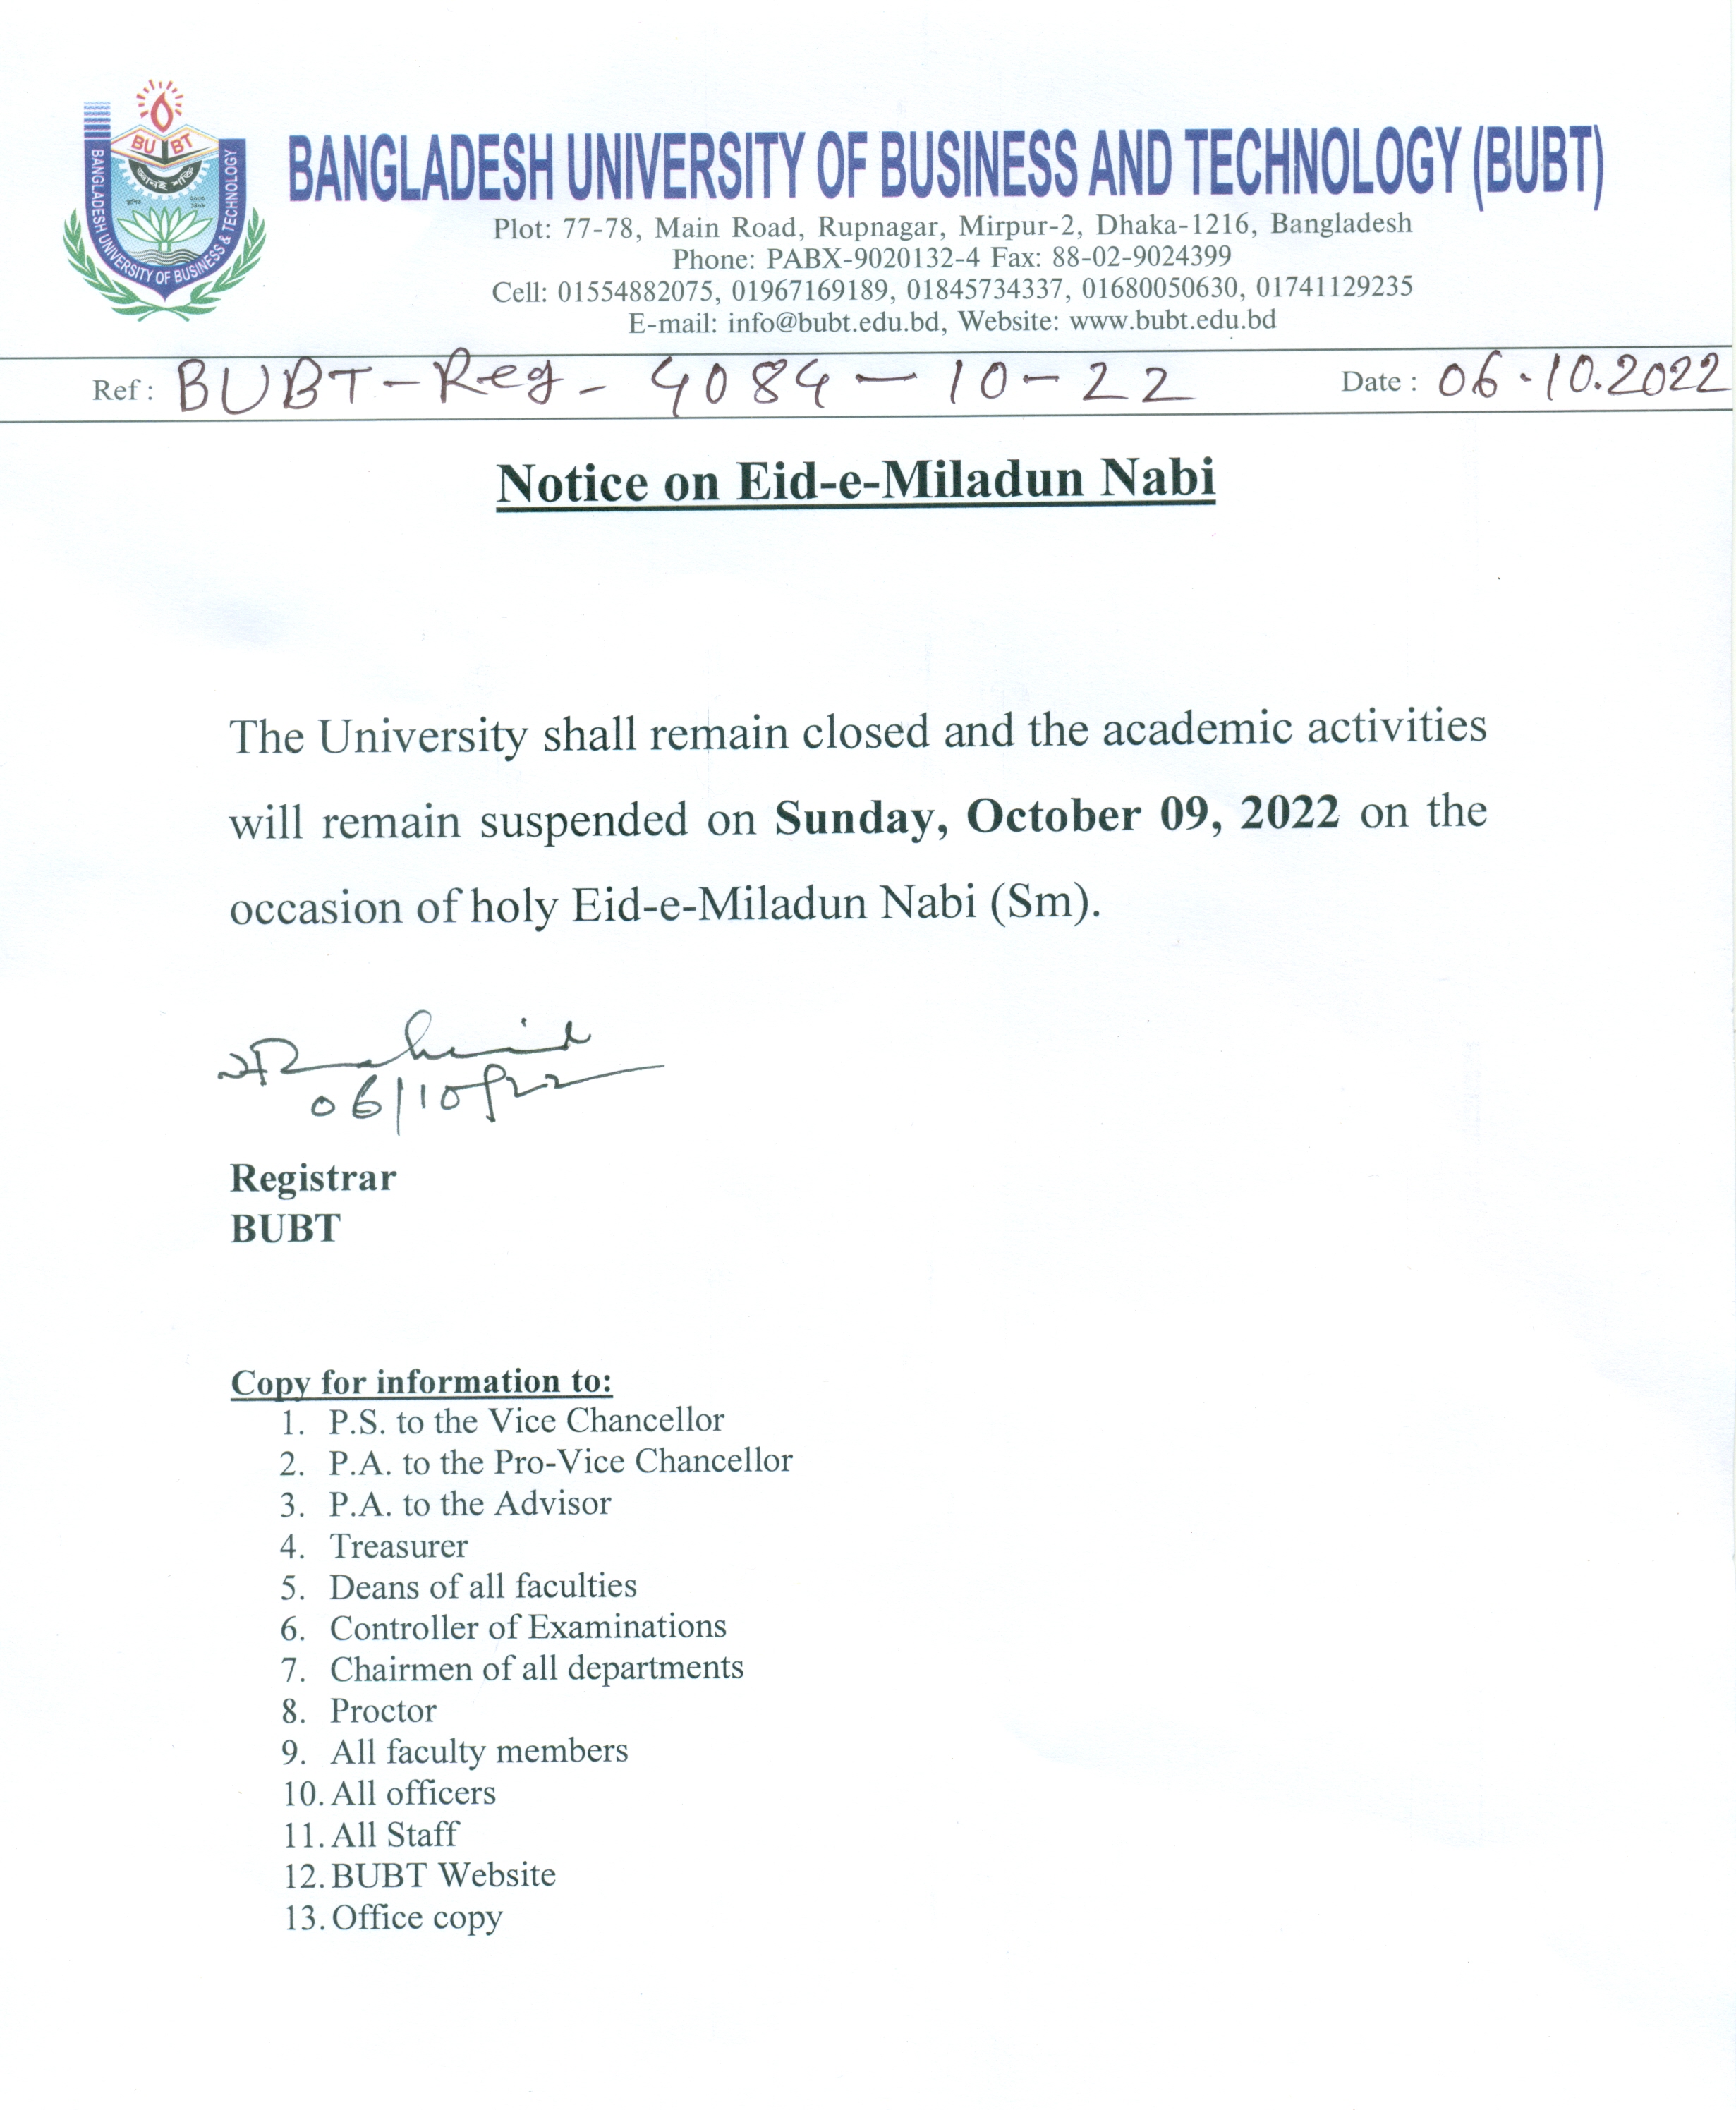 BU BT
জ্ঞানই শক্তি
BANGLADESH UNIVERSITY OF BUSINESS & TECHNOLOGY
BANGLADESH UNIVERSITY OF BUSINESS AND TECHNOLOGY (BUBT)
Plot: 77-78, Main Road, Rupnagar, Mirpur-2, Dhaka-1216, Bangladesh
Phone: PABX-9020132-4 Fax: 88-02-9024399
Cell: 01554882075, 01967169189, 01845734337, 01680050630, 01741129235
E-mail: info@bubt.edu.bd, Website: www.bubt.edu.bd
Ref : BUBT-Reg- 4084-10-22 Date : 06.10.2022
Notice on Eid-e-Miladun Nabi
The University shall remain closed and the academic activities
will remain suspended on Sunday, October 09, 2022 on the
occasion of holy Eid-e-Miladun Nabi (Sm).
06/10/22
Registrar
BUBT
Copy for information to:
1. P.S. to the Vice Chancellor
2. P.A. to the Pro-Vice Chancellor
3. P.A. to the Advisor
4. Treasurer
5. Deans of all faculties
6. Controller of Examinations
7. Chairmen of all departments
8. Proctor
9. All faculty members
10. All officers
11. All Staff
12. BUBT Website
13. Office copy